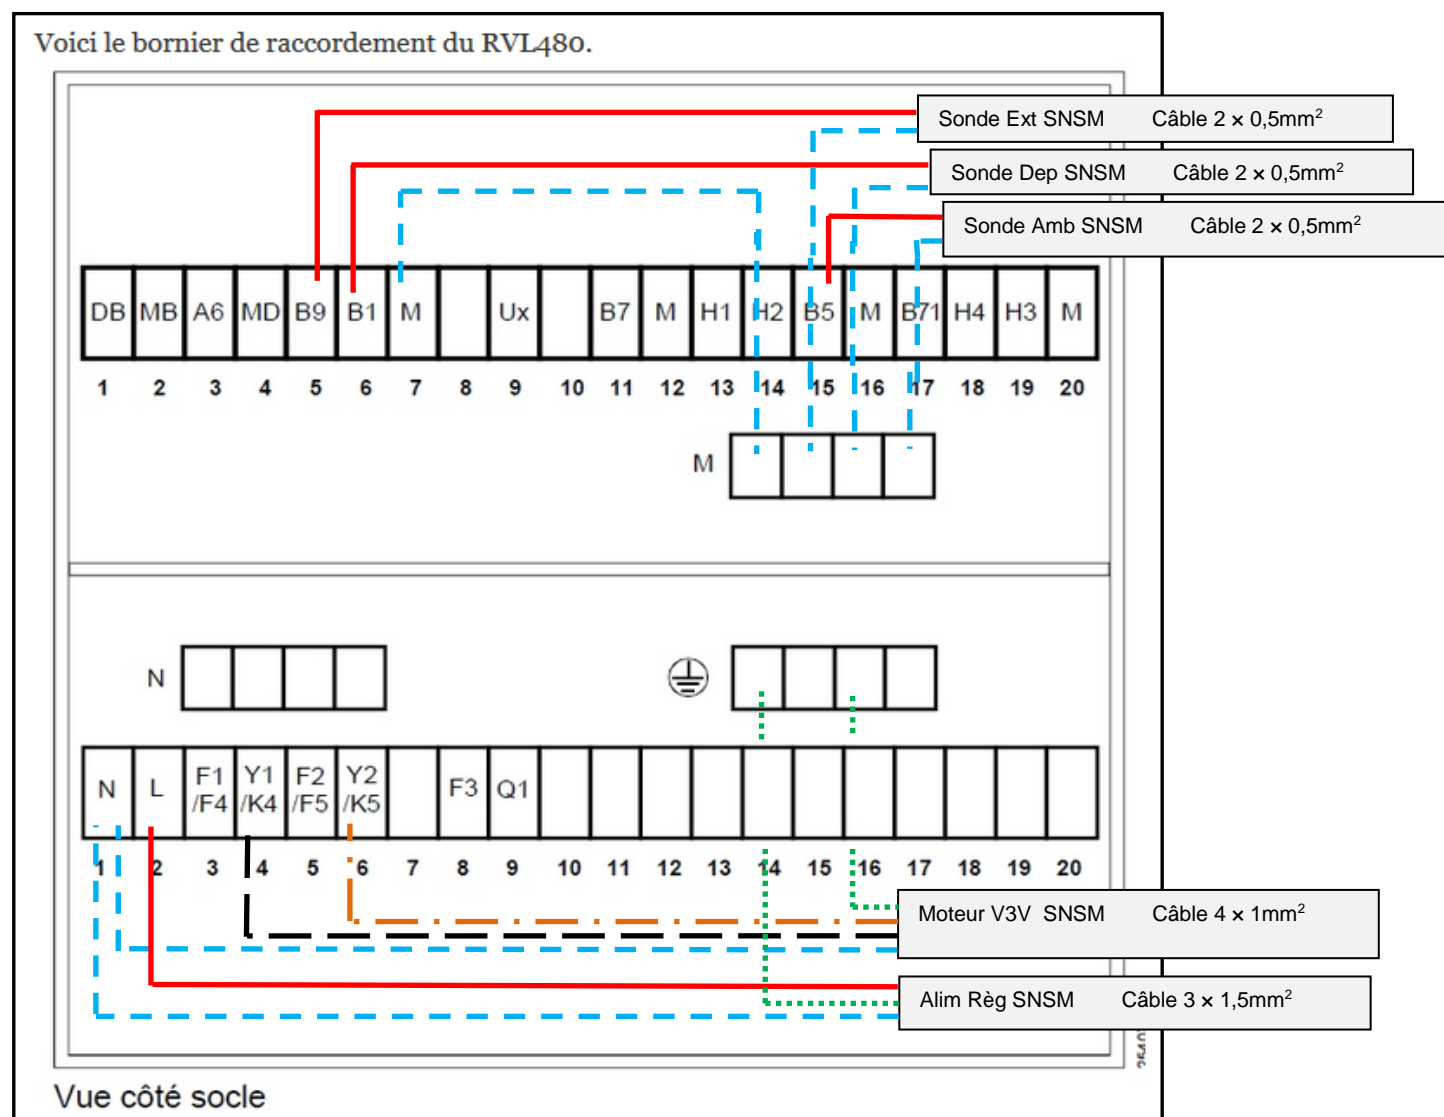 Voici le bornier de raccordement du RVL480.
Sonde Ext SNSM Câble 2 × 0,5mm²
Sonde Dep SNSM Câble 2 × 0,5mm²
Sonde Amb SNSM Câble 2 × 0,5mm²
DB MB A6 MD B9 B1 M Ux B7 M H1 H2 B5 M B71 H4 H3 M
1 2 3 4 5 6 7 8 9 10 11 12 13 14 15 16 17 18 19 20
M
N
N L F1/F4 Y1/K4 F2/F5 Y2/K5 F3 Q1
1 2 3 4 5 6 7 8 9 10 11 12 13 14 15 16 17 18 19 20
Moteur V3V SNSM Câble 4 × 1mm²
Alim Règ SNSM Câble 3 × 1,5mm²
Vue côté socle